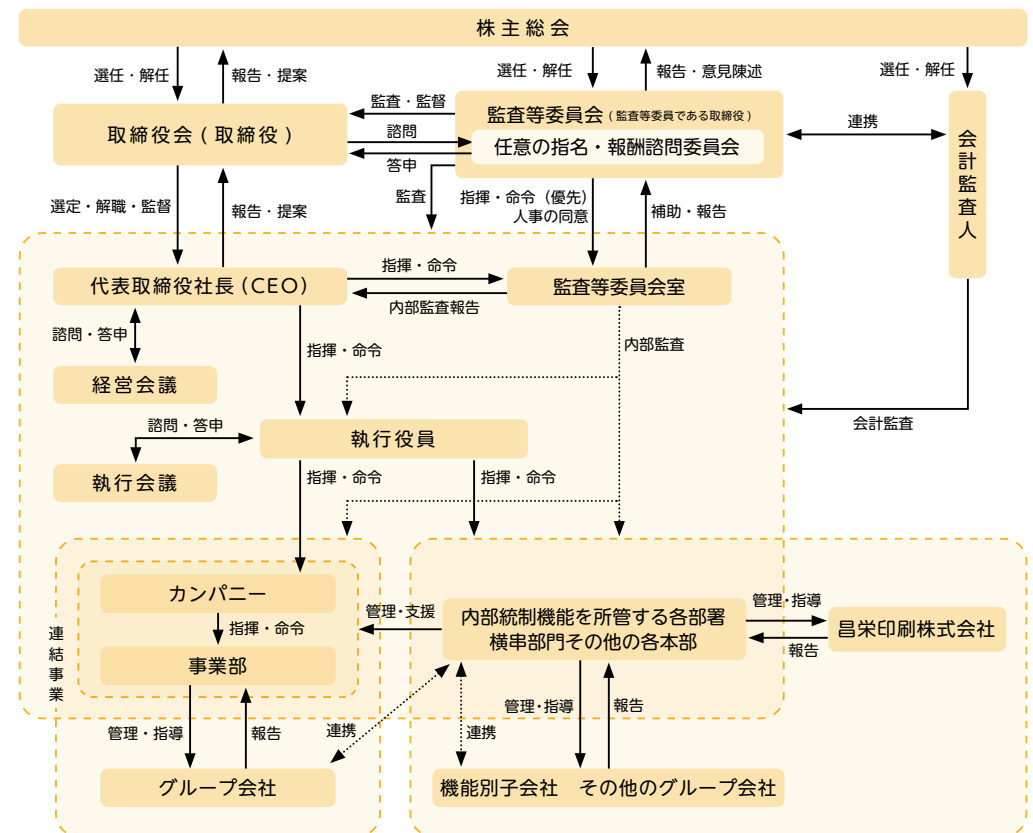 株主総会
選任・解任
報告・提案
選任・解任
報告・意見陳述
選任・解任
取締役会(取締役)
監査・監督
諮問
答申
監査等委員会(監査等委員である取締役)
任意の指名・報酬諮問委員会
連携
会計監査人
選定・解職・監督
報告・提案
監査
指揮・命令(優先)
人事の同意
補助・報告
代表取締役社長(CEO)
指揮・命令
内部監査報告
監査等委員会室
諮問・答申
指揮・命令
内部監査
経営会議
会計監査
諮問・答申
執行役員
執行会議
指揮・命令
指揮・命令
連結事業
カンパニー
指揮・命令
事業部
管理・支援
内部統制機能を所管する各部署
横串部門その他の各本部
管理・指導
報告
昌栄印刷株式会社
管理・指導
報告
連携
連携
管理・指導
報告
グループ会社
機能別子会社 その他のグループ会社